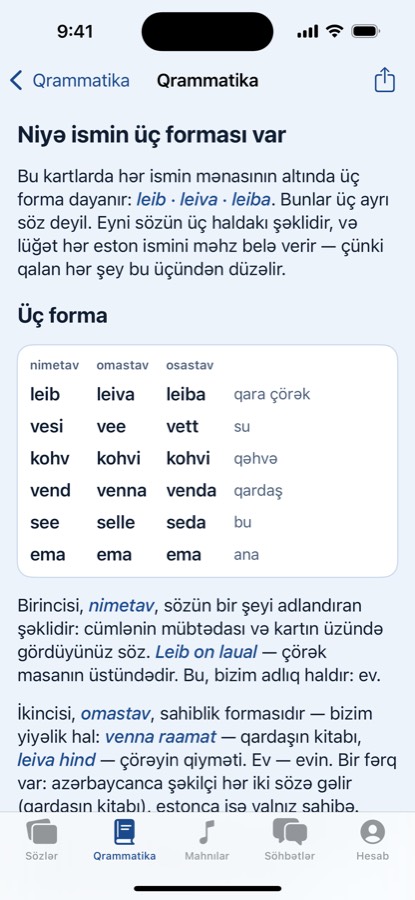 9:41
Qrammatika
Qrammatika
Niyə ismin üç forması var
Bu kartlarda hər ismin mənasının altında üç
forma dayanır: leib · leiva · leiba. Bunlar üç ayrı
söz deyil. Eyni sözün üç haldakı şəklidir, və
lüğət hər eston ismini məhz belə verir — çünki
qalan hər şey bu üçündən düzəlir.
Üç forma
nimetav omastav osastav
leib leiva leiba qara çörək
vesi vee vett su
kohv kohvi kohvi qəhvə
vend venna venda qardaş
see selle seda bu
ema ema ema ana
Birincisi, nimetav, sözün bir şeyi adlandıran
şəklidir: cümlənin mübtədası və kartın üzündə
gördüyünüz söz. Leib on laual — çörək
masanın üstündədir. Bu, bizim adlıq haldır: ev.
İkincisi, omastav, sahiblik formasıdır — bizim
yiyəlik hal: venna raamat — qardaşın kitabı,
leiva hind — çörəyin qiyməti. Ev — evin. Bir fərq
var: azərbaycanca şəkilçi hər iki sözə gəlir
(qardaşın kitabı), estonca isə yalnız sahibə.
Sözlər
Qrammatika
Mahnılar
Söhbətlər
Hesab